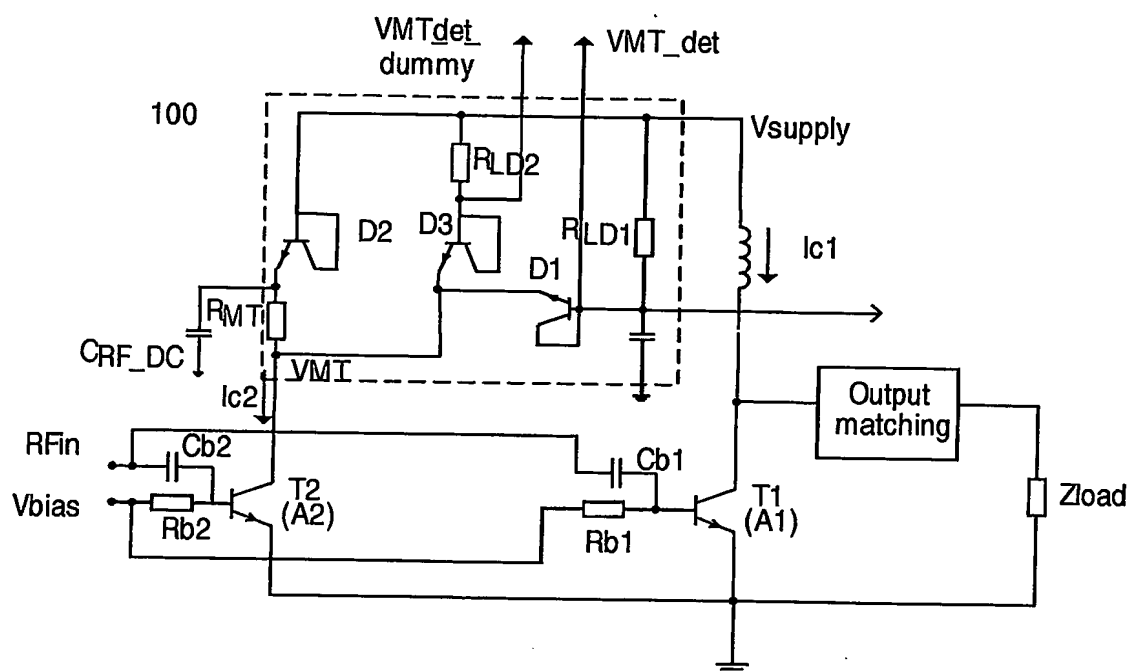 VMTdet_
dummy
VMT_det
100
Vsupply
RLD2
D2
D3
RLD1
D1
Ic1
RMT
CRF_DC
VMT
Ic2
Output
matching
RFin
Cb2
Cb1
Vbias
Rb2
T2
(A2)
Rb1
T1
(A1)
Zload